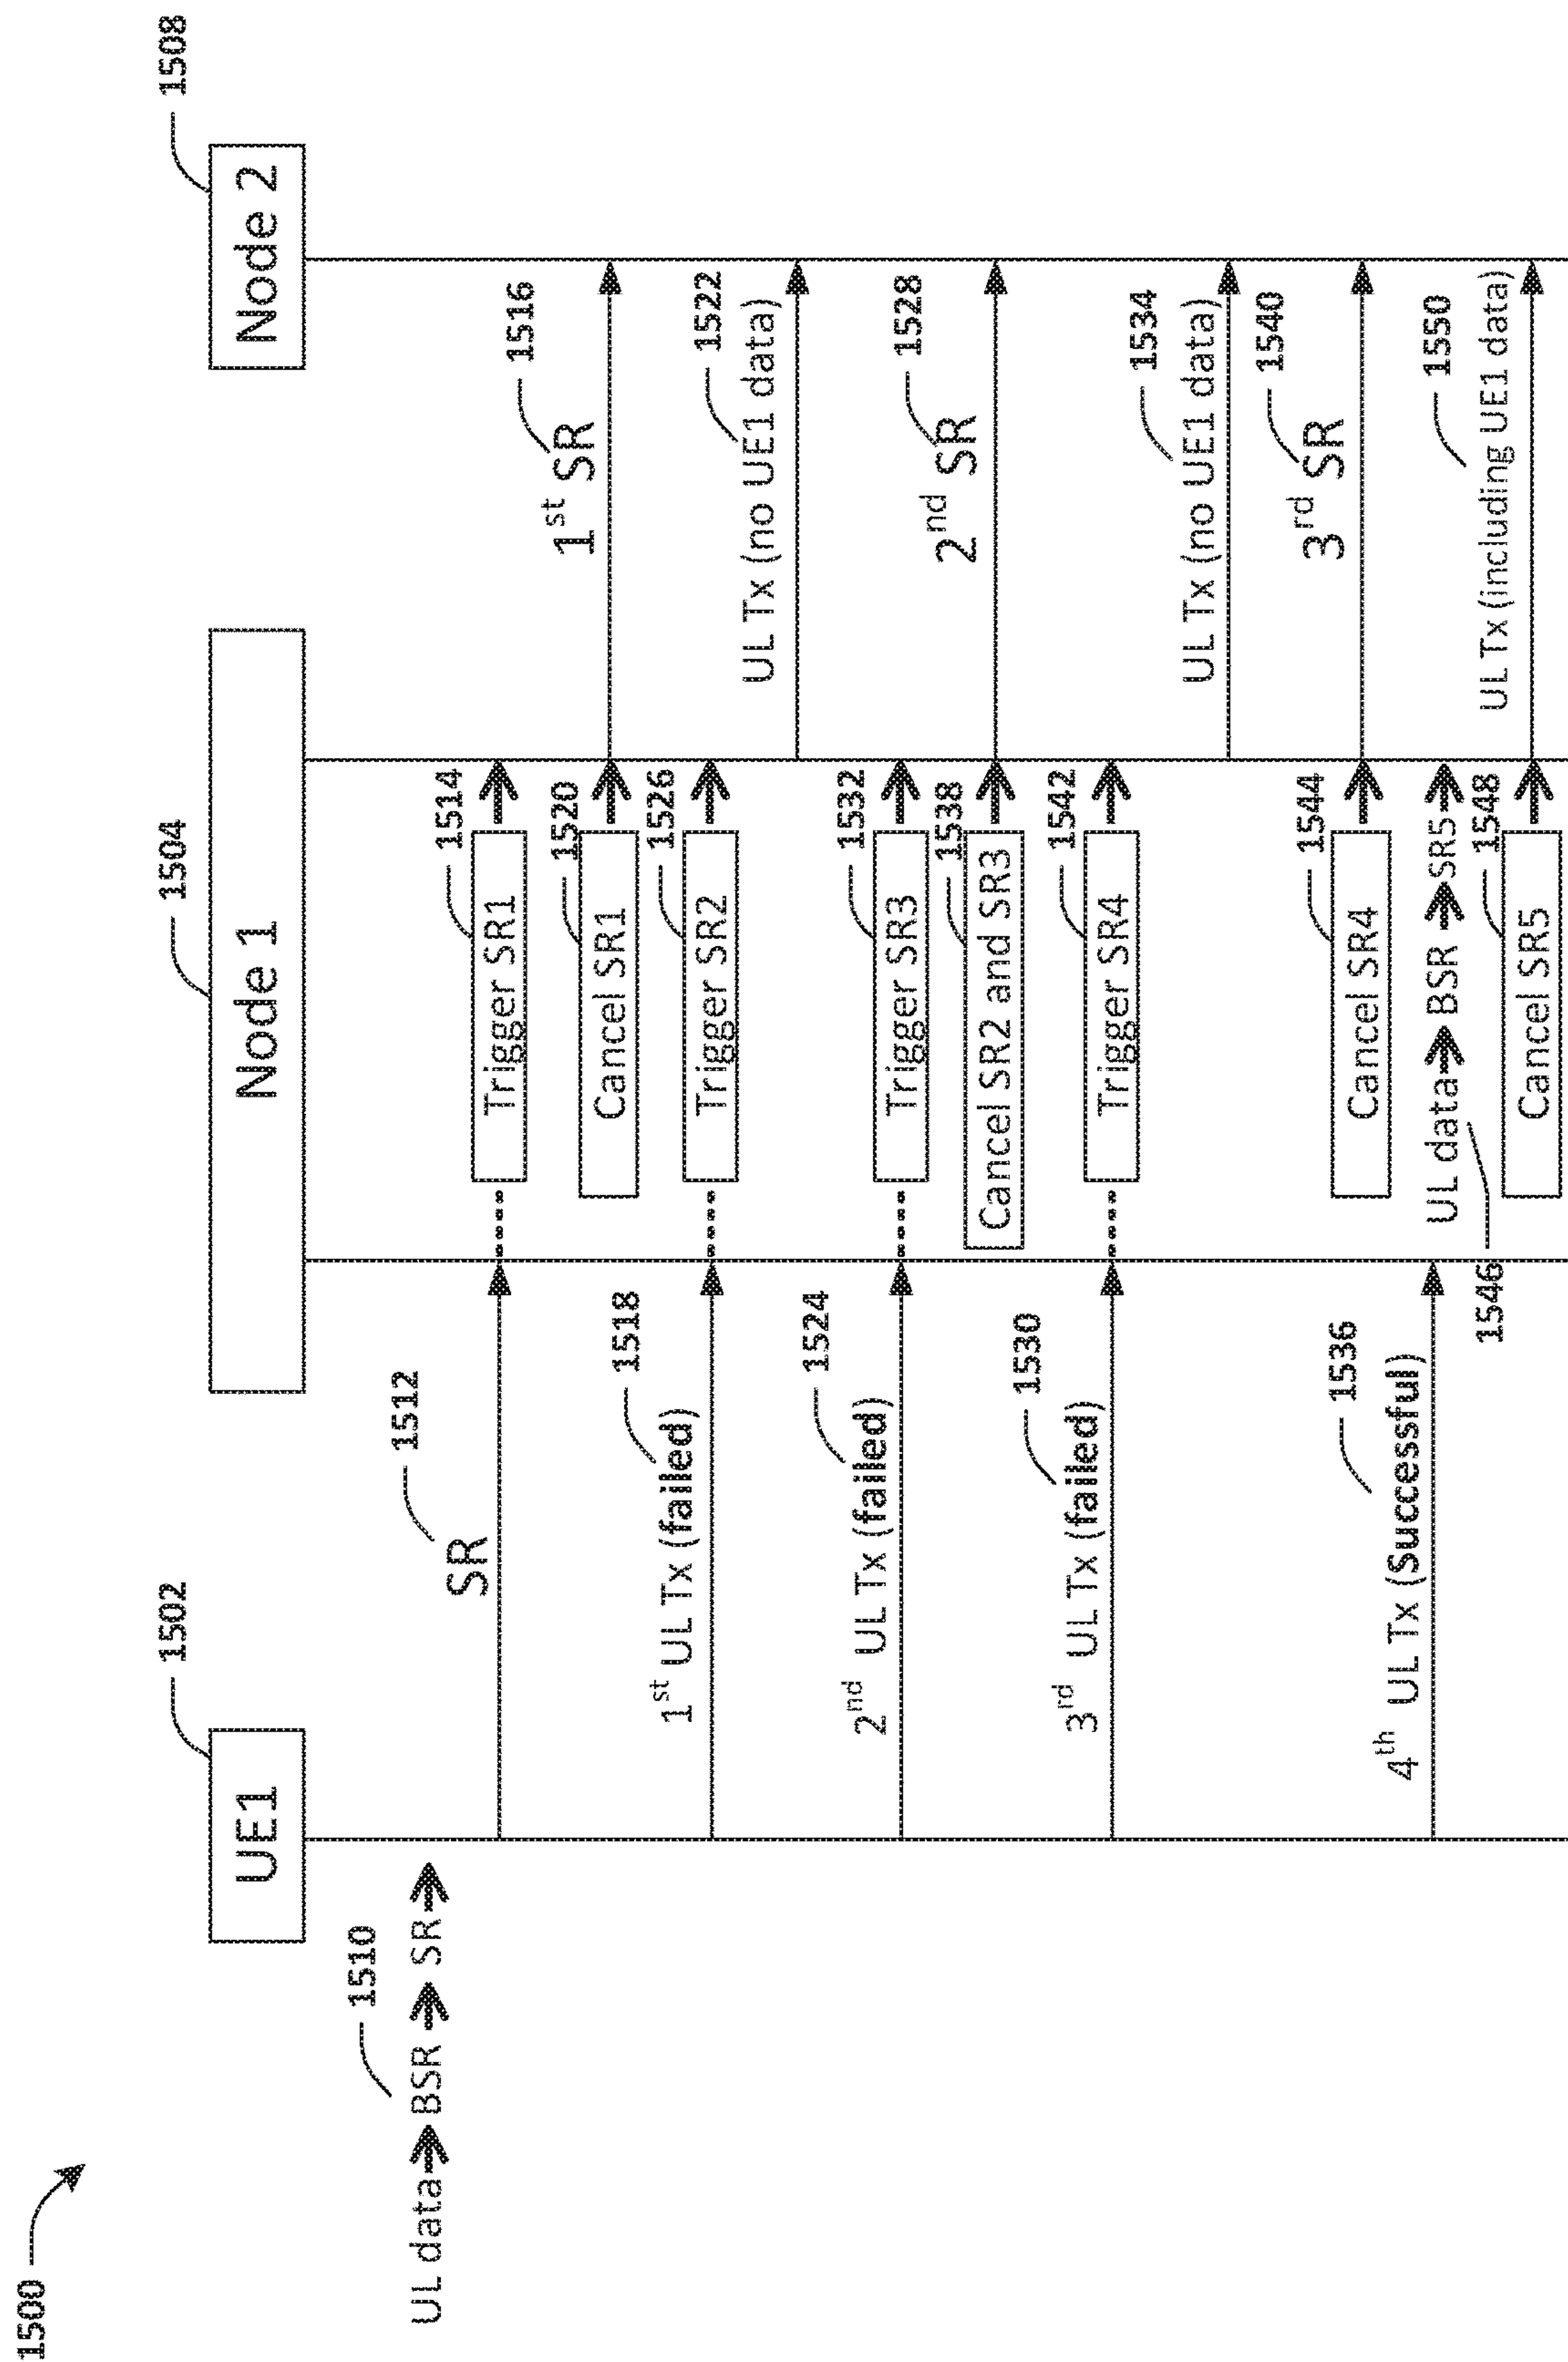 1500
1502
1504
1508
UE1
Node 1
Node 2
1510
UL data BSR SR
1512
SR
1514
Trigger SR1
1516
1st SR
1520
Cancel SR1
1518
1st UL Tx (failed)
1526
Trigger SR2
1522
UL Tx (no UE1 data)
1524
2nd UL Tx (failed)
1532
Trigger SR3
1528
2nd SR
1538
Cancel SR2 and SR3
1530
3rd UL Tx (failed)
1542
Trigger SR4
1534
UL Tx (no UE1 data)
1540
3rd SR
1544
Cancel SR4
1536
4th UL Tx (Successful)
UL data BSR SR5
1546
1548
Cancel SR5
1550
UL Tx (including UE1 data)